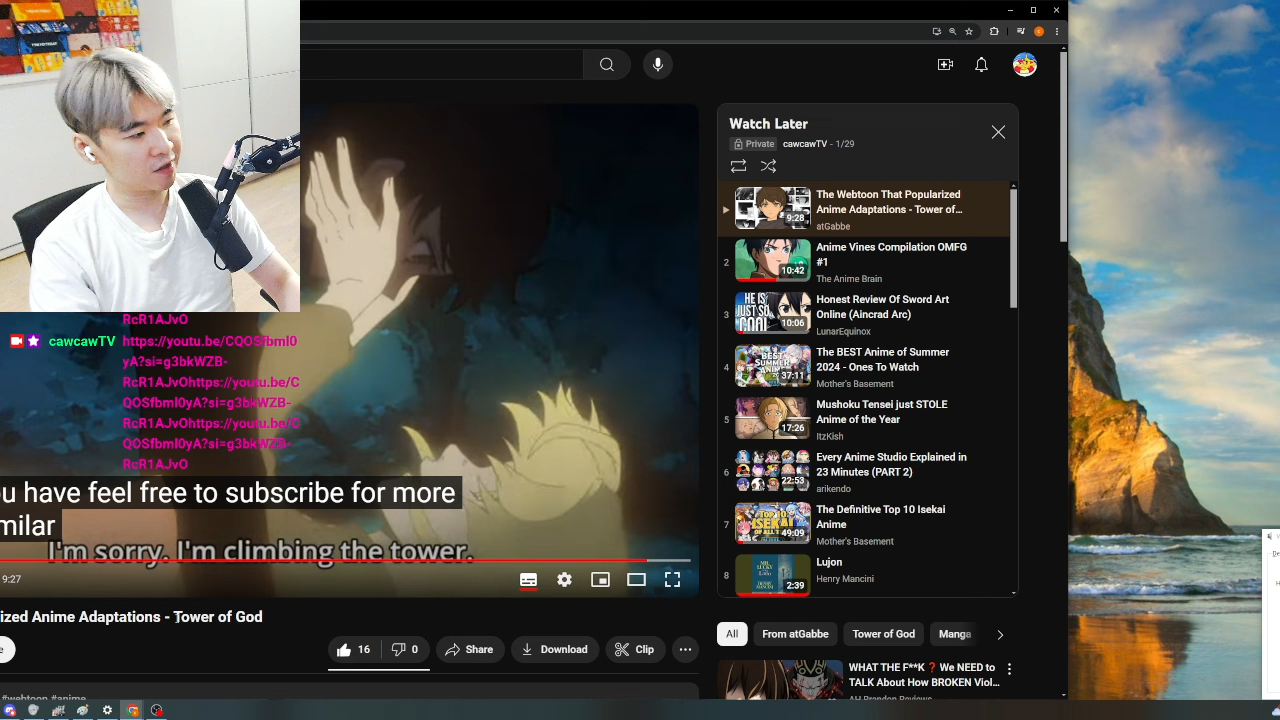 RcR1AJvO
cawcawTV https://youtu.be/CQOSfbml0
yA?si=g3bkWZB-
RcR1AJvOhttps://youtu.be/C
QOSfbml0yA?si=g3bkWZB-
RcR1AJvOhttps://youtu.be/C
QOSfbml0yA?si=g3bkWZB-
RcR1AJvO
ou have feel free to subscribe for more
milar
I'm sorry. I'm climbing the tower.
9:27
ized Anime Adaptations - Tower of God
16
0
Share
Download
Clip
#webtoon #anime
Watch Later
Private cawcawTV - 1/29
The Webtoon That Popularized
Anime Adaptations - Tower of...
atGabbe
9:28
2
Anime Vines Compilation OMFG
#1
The Anime Brain
10:42
3
Honest Review Of Sword Art
Online (Aincrad Arc)
LunarEquinox
HE IS
JUST SO
10:06
4
The BEST Anime of Summer
2024 - Ones To Watch
Mother's Basement
37:11
5
Mushoku Tensei just STOLE
Anime of the Year
ItzKish
17:26
6
Every Anime Studio Explained in
23 Minutes (PART 2)
arikendo
22:53
7
The Definitive Top 10 Isekai
Anime
Mother's Basement
49:09
8
Lujon
Henry Mancini
2:39
All
From atGabbe
Tower of God
Manga
WHAT THE F**K ❓We NEED to
TALK About How BROKEN Viol...
AH Brandon Reviews